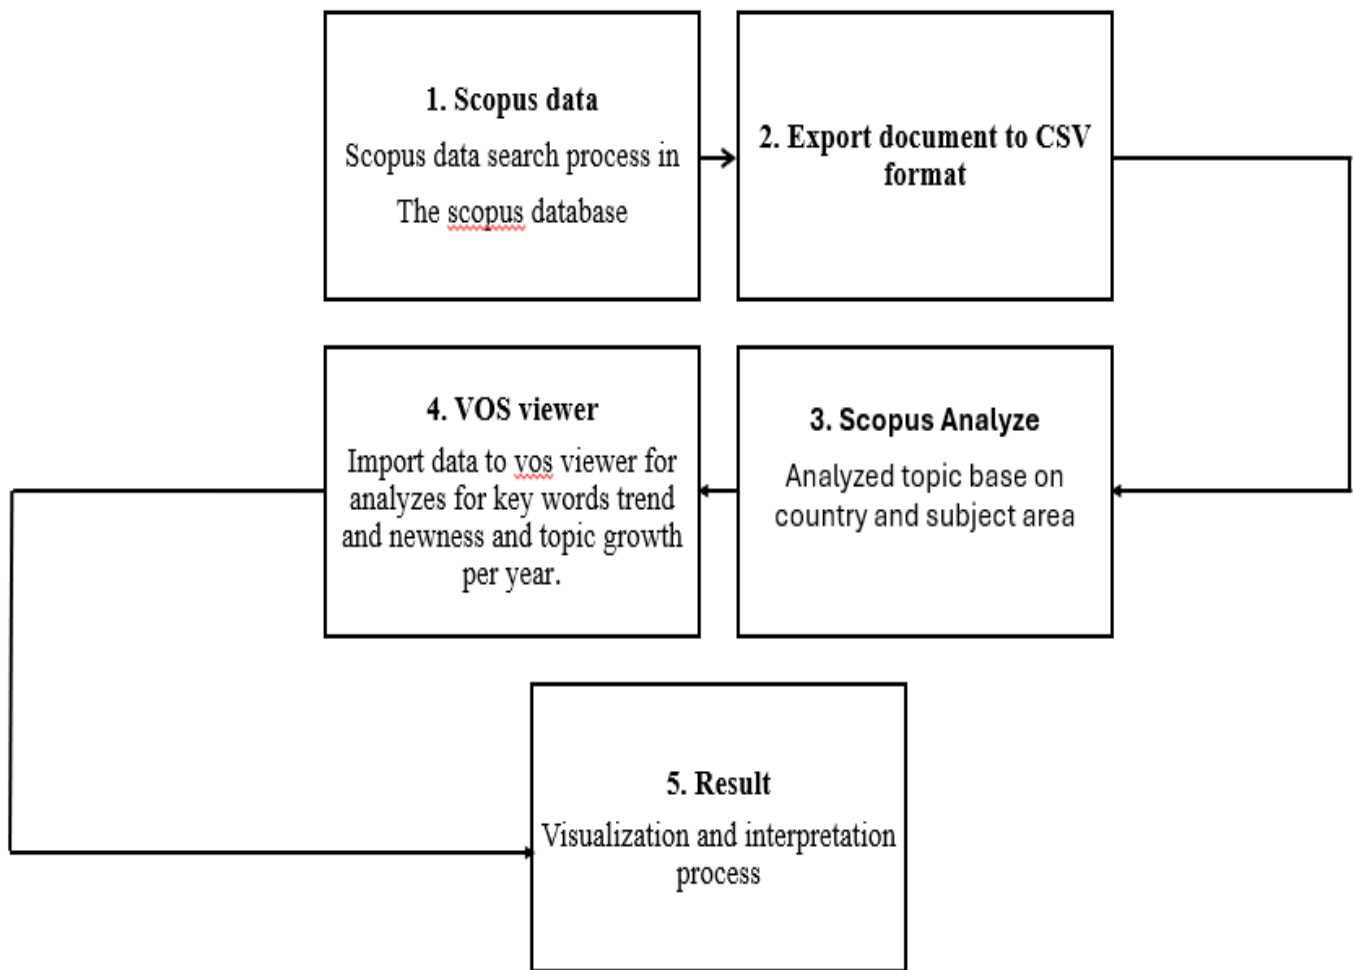 1. Scopus data
Scopus data search process in
The scopus database
2. Export document to CSV
format
3. Scopus Analyze
Analyzed topic base on
country and subject area
4. VOS viewer
Import data to vos viewer for
analyzes for key words trend
and newness and topic growth
per year.
5. Result
Visualization and interpretation
process